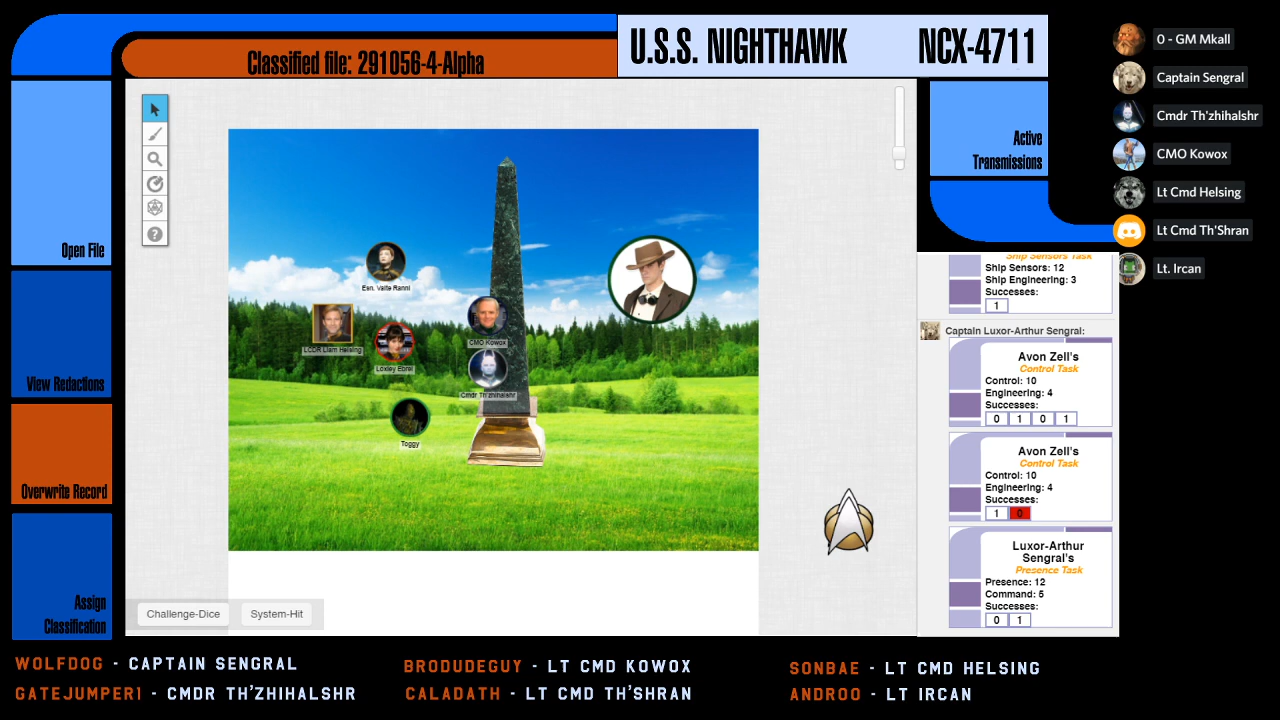 Classified file: 291056-4-Alpha
U.S.S. NIGHTHAWK NCX-4711
Open File
View Redactions
Overwrite Record
Assign
Classification
Active
Transmissions
0 - GM Mkall
Captain Sengral
Cmdr Th'zhihalshr
CMO Kowox
Lt Cmd Helsing
Lt Cmd Th'Shran
Lt. Ircan
Esn. Vaite Ranni
LCDR Liam Helsing
Loxley Ebrel
CMO Kowox
Cmdr Th'zhihalshr
Toggy
Challenge-Dice
System-Hit
Ship Sensors Task
Ship Sensors: 12
Ship Engineering: 3
Successes:
1
Captain Luxor-Arthur Sengral:
Avon Zell's
Control Task
Control: 10
Engineering: 4
Successes:
0 1 0 1
Avon Zell's
Control Task
Control: 10
Engineering: 4
Successes:
1 0
Luxor-Arthur
Sengral's
Presence Task
Presence: 12
Command: 5
Successes:
0 1
WOLFDOG - CAPTAIN SENGRAL
GATEJUMPER1 - CMDR TH'ZHIHALSHR
BRODUDEGUY - LT CMD KOWOX
CALADATH - LT CMD TH'SHRAN
SONBAE - LT CMD HELSING
ANDROO - LT IRCAN